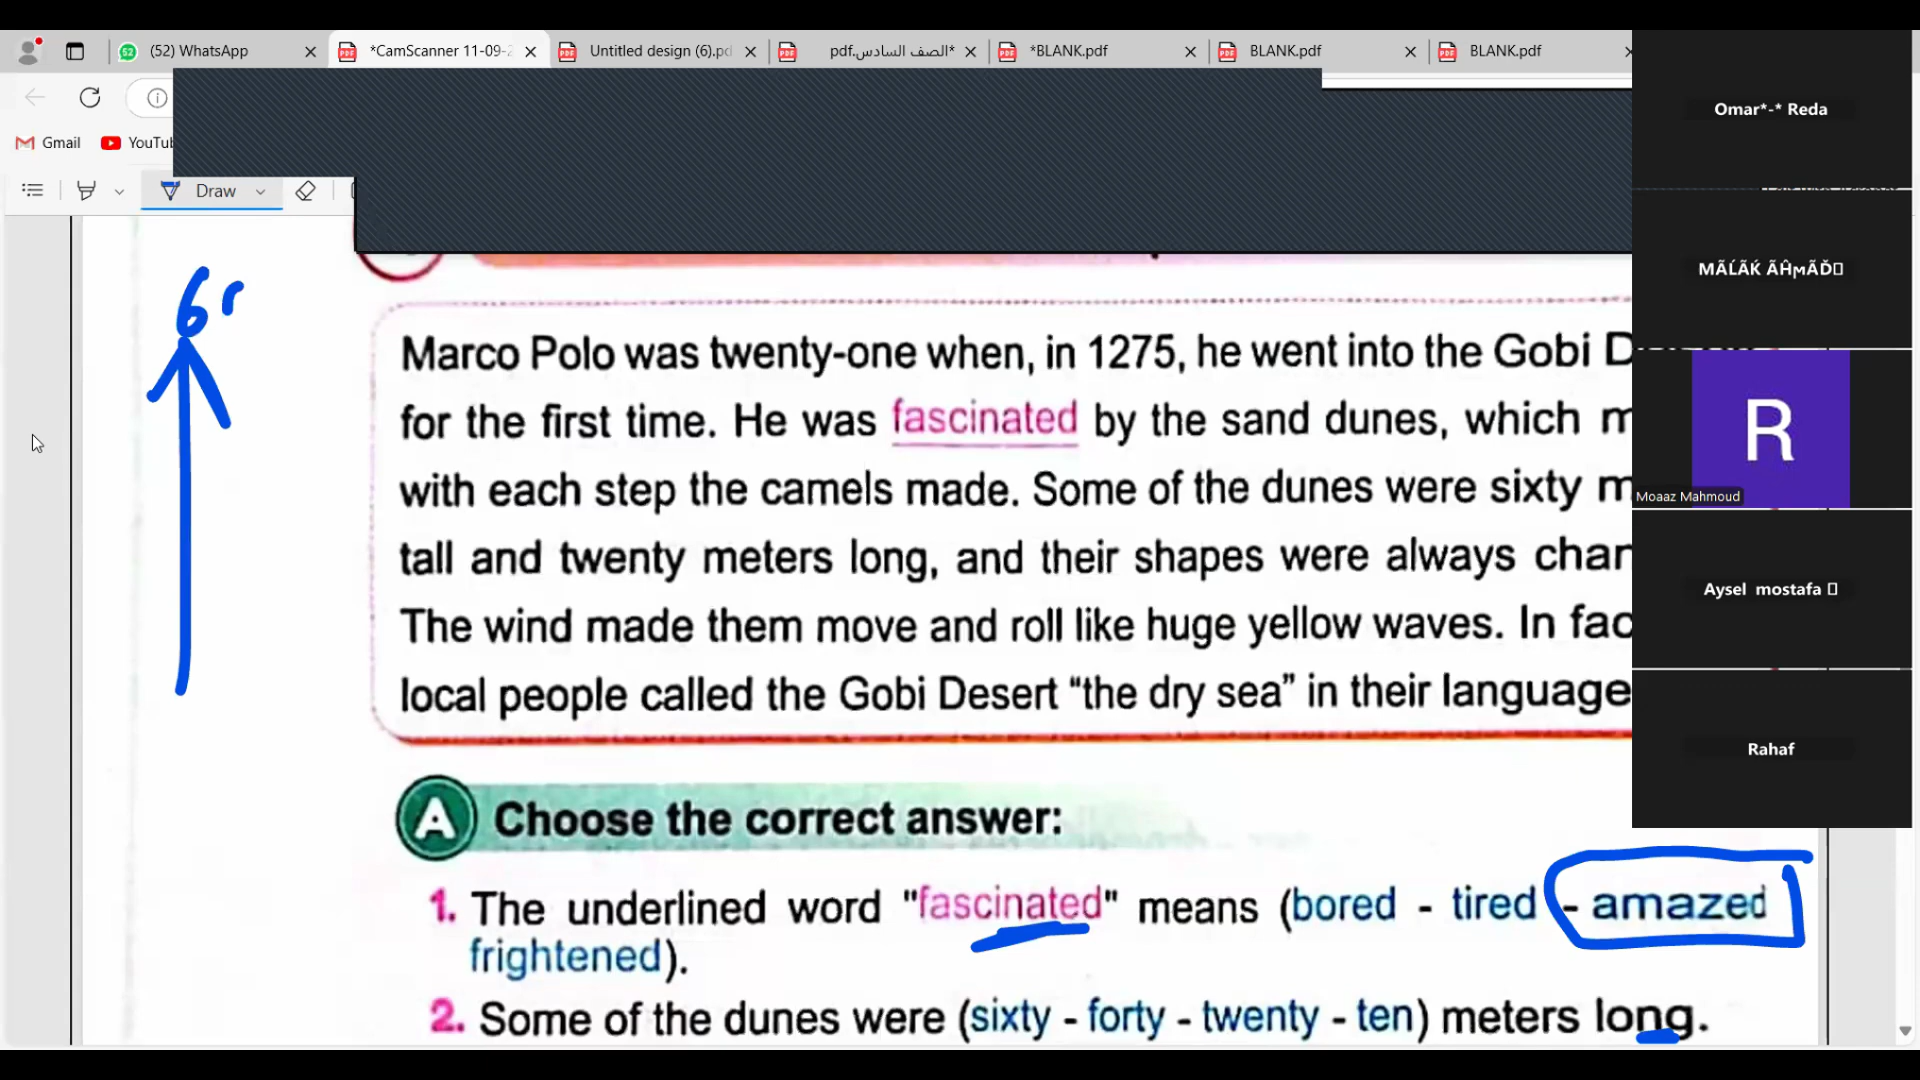 (52) WhatsApp
*CamScanner 11-09-
Untitled design (6).pd
*الصف السادس.pdf
*BLANK.pdf
BLANK.pdf
BLANK.pdf
Gmail
Draw
Omar*-* Reda
MÃĹÃḰ ÃĤϻÃĎ
Moaaz Mahmoud
R
Aysel mostafa
Rahaf
Marco Polo was twenty-one when, in 1275, he went into the Gobi
for the first time. He was fascinated by the sand dunes, which
with each step the camels made. Some of the dunes were sixty
tall and twenty meters long, and their shapes were always
The wind made them move and roll like huge yellow waves. In
local people called the Gobi Desert “the dry sea” in their language
A Choose the correct answer:
1. The underlined word "fascinated" means (bored - tired - amazed
frightened).
2. Some of the dunes were (sixty - forty - twenty - ten) meters long.